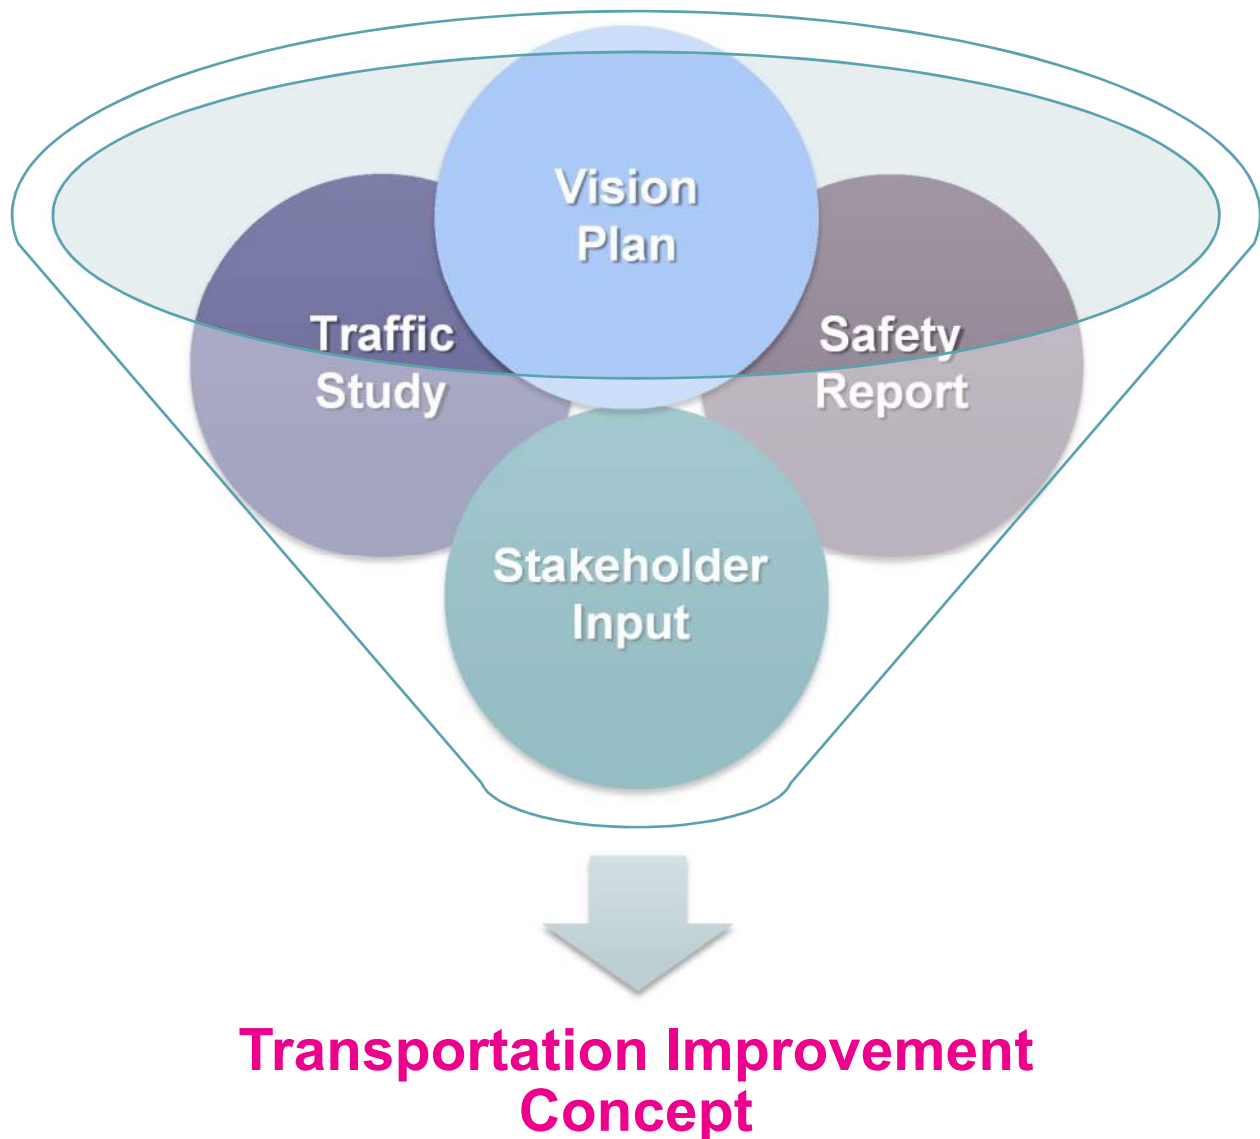 Vision
Plan
Traffic
Study
Safety
Report
Stakeholder
Input
Transportation Improvement
Concept